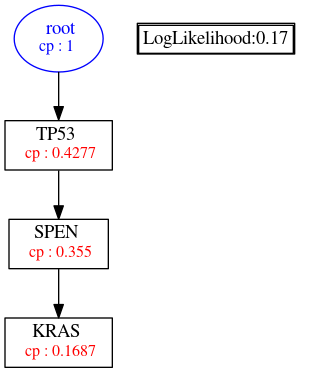 root
cp : 1
LogLikelihood:0.17
TP53
cp : 0.4277
SPEN
cp : 0.355
KRAS
cp : 0.1687